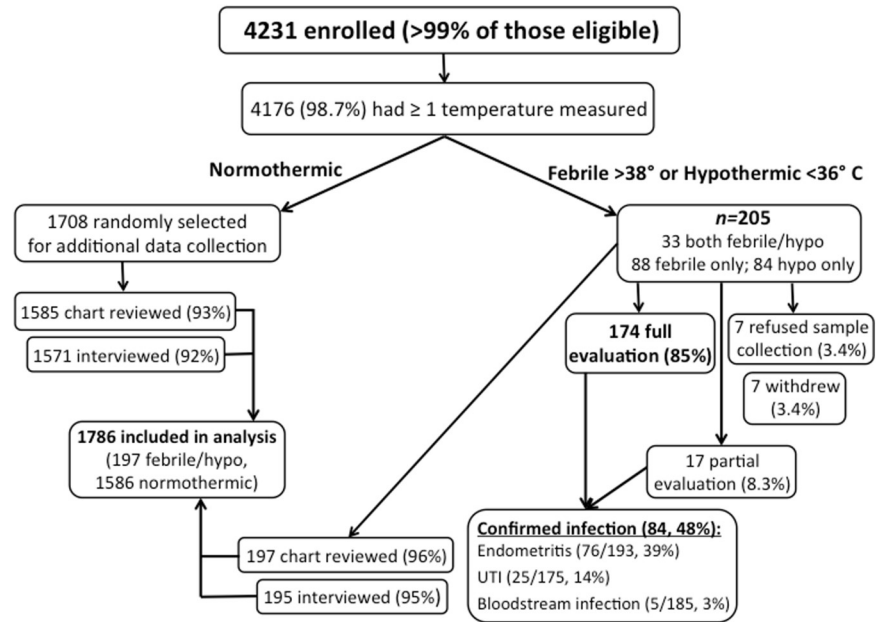 4231 enrolled (>99% of those eligible)
4176 (98.7%) had ≥ 1 temperature measured
Normothermic
Febrile >38° or Hypothermic <36° C
1708 randomly selected
for additional data collection
n=205
33 both febrile/hypo
88 febrile only; 84 hypo only
1585 chart reviewed (93%)
1571 interviewed (92%)
174 full
evaluation (85%)
7 refused sample
collection (3.4%)
7 withdrew
(3.4%)
1786 included in analysis
(197 febrile/hypo,
1586 normothermic)
17 partial
evaluation (8.3%)
197 chart reviewed (96%)
195 interviewed (95%)
Confirmed infection (84, 48%):
Endometritis (76/193, 39%)
UTI (25/175, 14%)
Bloodstream infection (5/185, 3%)